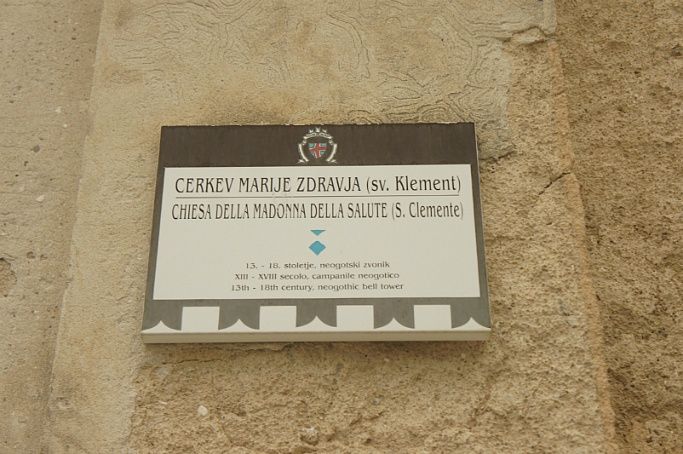 CERKEV MARIJE ZDRAVJA (sv. Klement)
CHIESA DELLA MADONNA DELLA SALUTE (S. Clemente)
13. - 18. stoletje, neogotski zvonik
XIII - XVIII secolo, campanile neogotico
13th - 18th century, neogothic bell tower